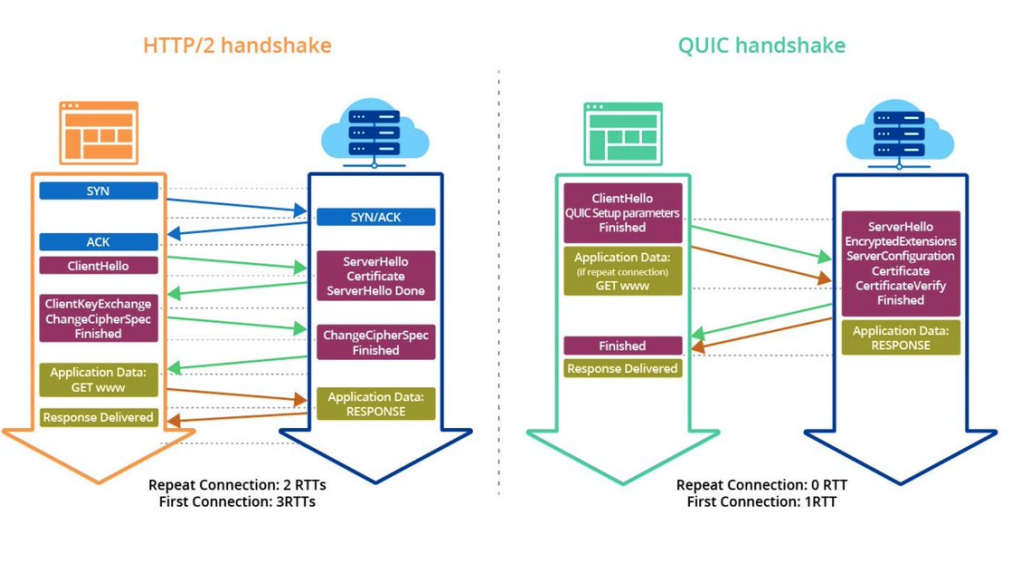 HTTP/2 handshake
SYN
SYN/ACK
ACK
ClientHello
ServerHello
Certificate
ServerHello Done
ClientKeyExchange
ChangeCipherSpec
Finished
ChangeCipherSpec
Finished
Application Data:
GET www
Application Data:
RESPONSE
Response Delivered
Repeat Connection: 2 RTTs
First Connection: 3RTTs
QUIC handshake
ClientHello
QUIC Setup parameters
Finished
Application Data:
(if repeat connection)
GET www
ServerHello
EncryptedExtensions
ServerConfiguration
Certificate
CertificateVerify
Finished
Application Data:
RESPONSE
Finished
Response Delivered
Repeat Connection: 0 RTT
First Connection: 1RTT